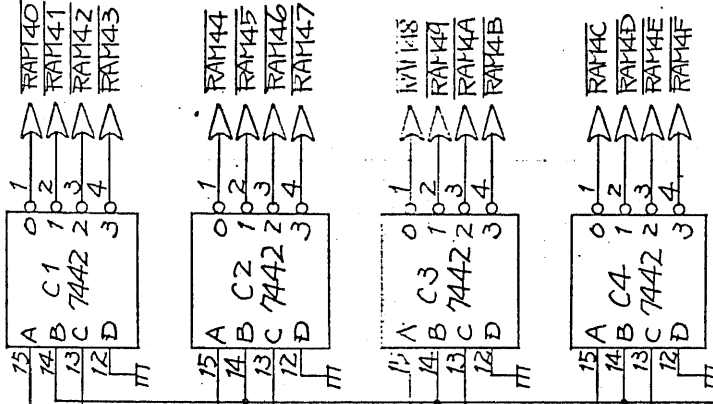 RAM40
RAM41
RAM42
RAM43
1
2
3
4
0
1
2
3
C1
7442
A
B
C
D
15
14
13
12
RAM44
RAM45
RAM46
RAM47
1
2
3
4
0
1
2
3
C2
7442
A
B
C
D
15
14
13
12
RAM48
RAM49
RAM4A
RAM4B
1
2
3
4
0
1
2
3
C3
7442
A
B
C
D
15
14
13
12
RAM4C
RAM4D
RAM4E
RAM4F
1
2
3
4
0
1
2
3
C4
7442
A
B
C
D
15
14
13
12